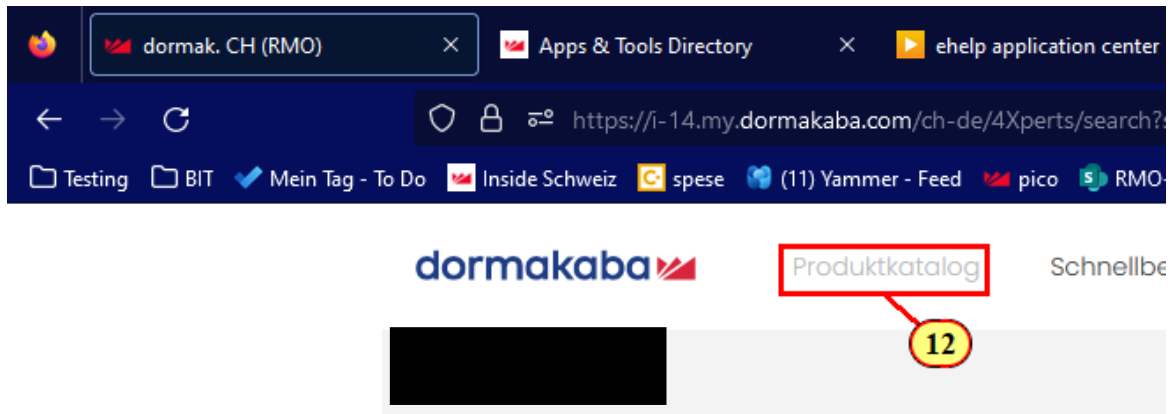 dormak. CH (RMO) Apps & Tools Directory ehelp application center
https://i-14.my.dormakaba.com/ch-de/4Xperts/search?
Testing BIT Mein Tag - To Do Inside Schweiz spese (11) Yammer - Feed pico RMO-
dormakaba Produktkatalog Schnellbe
12